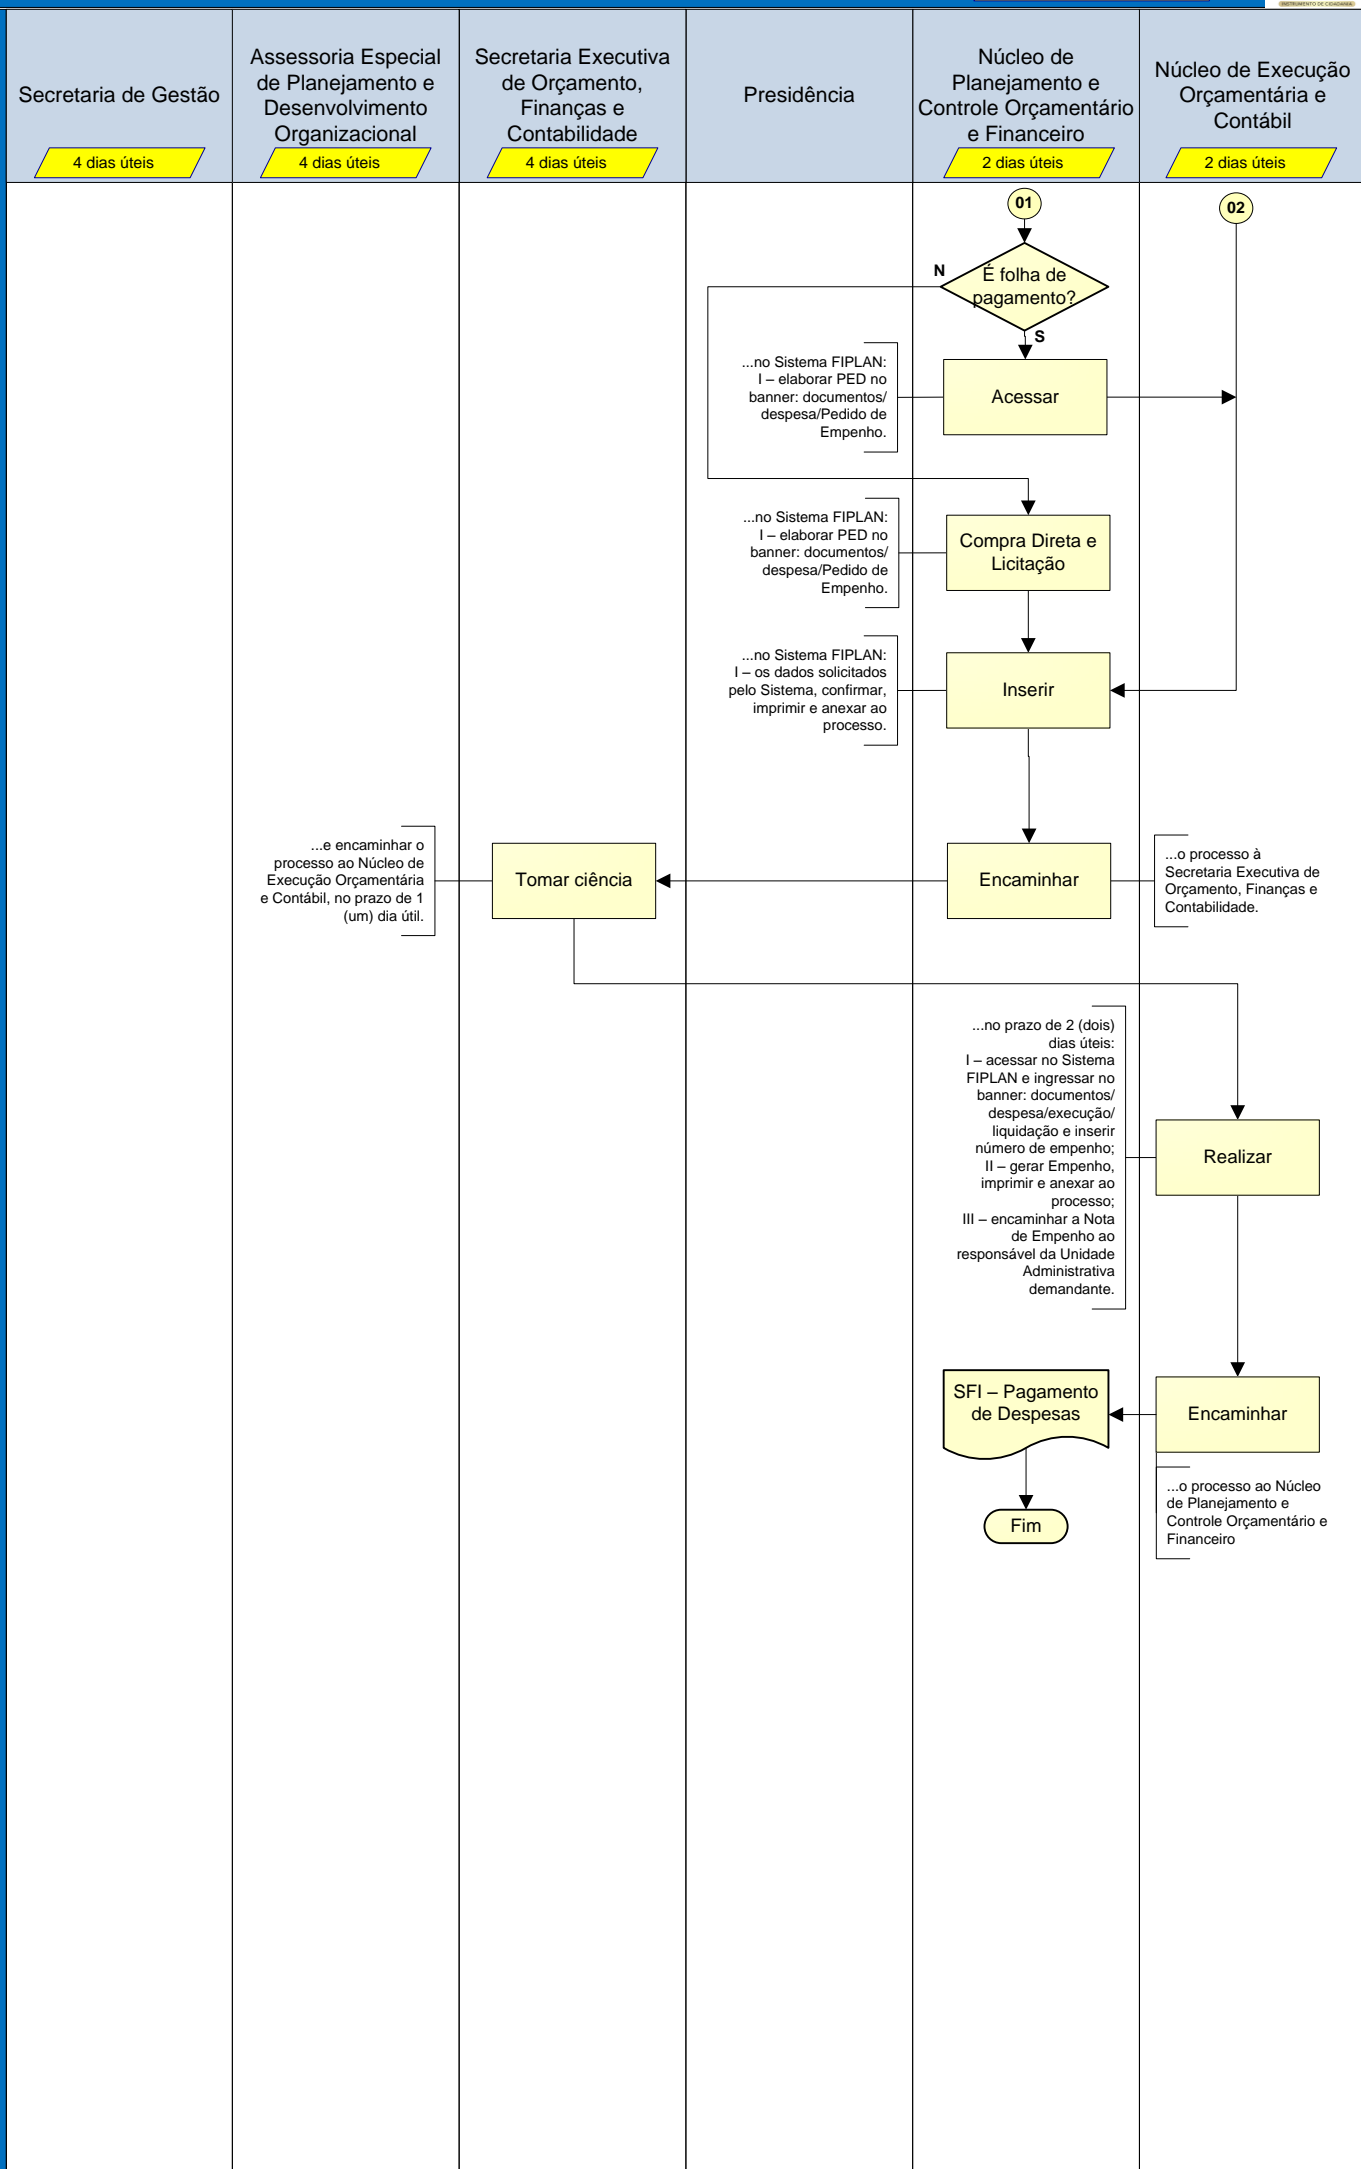 INSTRUMENTO DE CIDADANIA
Secretaria de Gestão
4 dias úteis
Assessoria Especial
de Planejamento e
Desenvolvimento
Organizacional
4 dias úteis
Secretaria Executiva
de Orçamento,
Finanças e
Contabilidade
4 dias úteis
Presidência
Núcleo de
Planejamento e
Controle Orçamentário
e Financeiro
2 dias úteis
Núcleo de Execução
Orçamentária e
Contábil
2 dias úteis
01
02
N
É folha de
pagamento?
S
...no Sistema FIPLAN:
I – elaborar PED no
banner: documentos/
despesa/Pedido de
Empenho.
Acessar
...no Sistema FIPLAN:
I – elaborar PED no
banner: documentos/
despesa/Pedido de
Empenho.
Compra Direta e
Licitação
...no Sistema FIPLAN:
I – os dados solicitados
pelo Sistema, confirmar,
imprimir e anexar ao
processo.
Inserir
...e encaminhar o
processo ao Núcleo de
Execução Orçamentária
e Contábil, no prazo de 1
(um) dia útil.
Tomar ciência
Encaminhar
...o processo à
Secretaria Executiva de
Orçamento, Finanças e
Contabilidade.
...no prazo de 2 (dois)
dias úteis:
I – acessar no Sistema
FIPLAN e ingressar no
banner: documentos/
despesa/execução/
liquidação e inserir
número de empenho;
II – gerar Empenho,
imprimir e anexar ao
processo;
III – encaminhar a Nota
de Empenho ao
responsável da Unidade
Administrativa
demandante.
Realizar
SFI – Pagamento
de Despesas
Encaminhar
...o processo ao Núcleo
de Planejamento e
Controle Orçamentário e
Financeiro
Fim